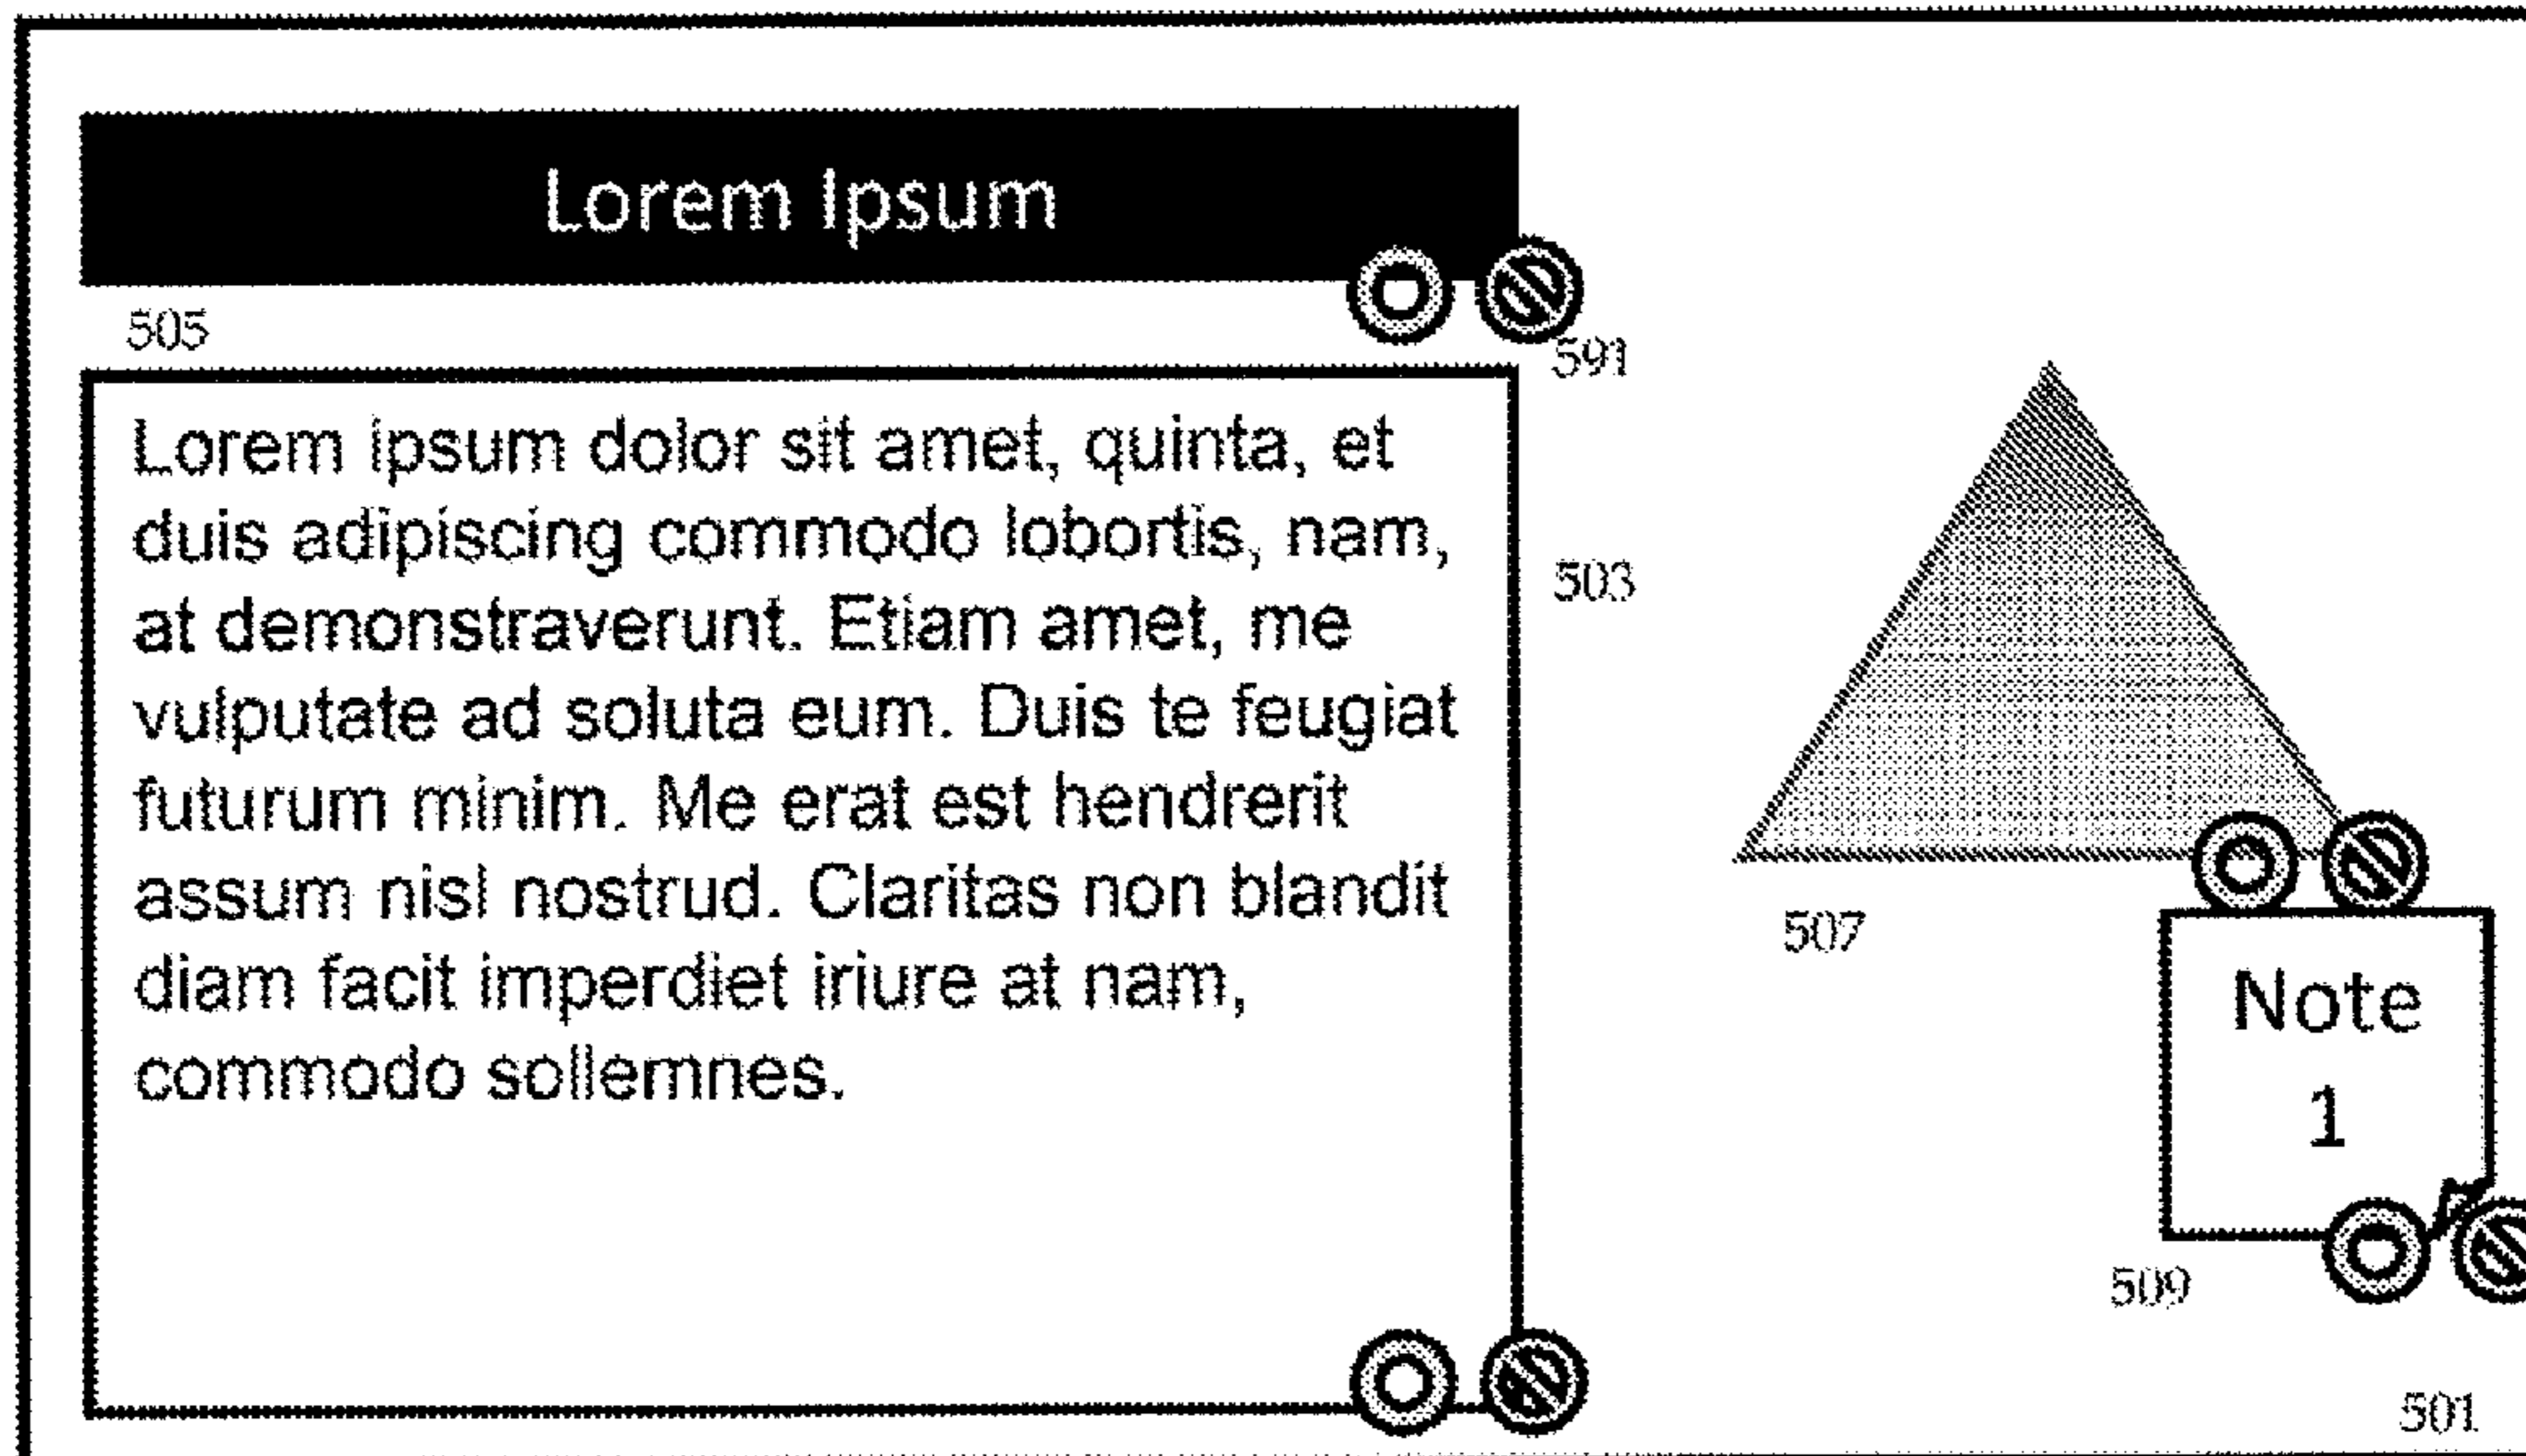 Lorem Ipsum
505
591
Lorem ipsum dolor sit amet, quinta, et
duis adipiscing commodo lobortis, nam,
at demonstraverunt. Etiam amet, me
vulputate ad soluta eum. Duis te feugiat
futurum minim. Me erat est hendrerit
assum nisl nostrud. Claritas non blandit
diam facit imperdiet iriure at nam,
commodo sollemnes.
503
507
Note
1
509
501